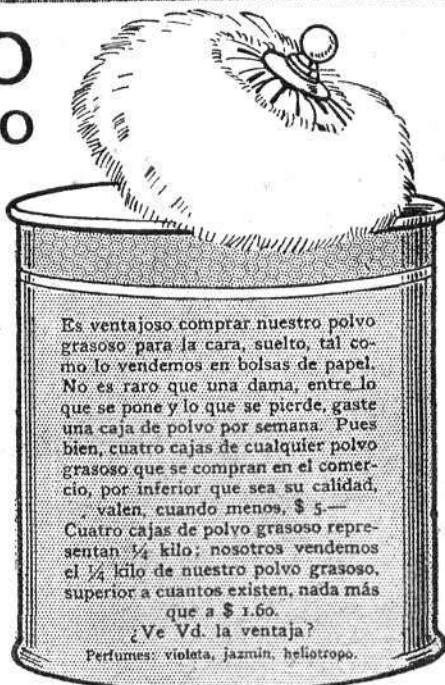 O
o
Es ventajoso comprar nuestro polvo
grasoso para la cara, suelto, tal co-
mo lo vendemos en bolsas de papel.
No es raro que una dama, entre lo
que se pone y lo que se pierde, gaste
una caja de polvo por semana. Pues
bien, cuatro cajas de cualquier polvo
grasoso que se compran en el comer-
cio, por inferior que sea su calidad,
valen, cuando menos, $ 5.—
Cuatro cajas de polvo grasoso repre-
sentan ¼ kilo; nosotros vendemos
el ¼ kilo de nuestro polvo grasoso,
superior a cuantos existen, nada más
que a $ 1.60.
¿Ve Vd. la ventaja?
Perfumes: violeta, jazmín, heliotropo.